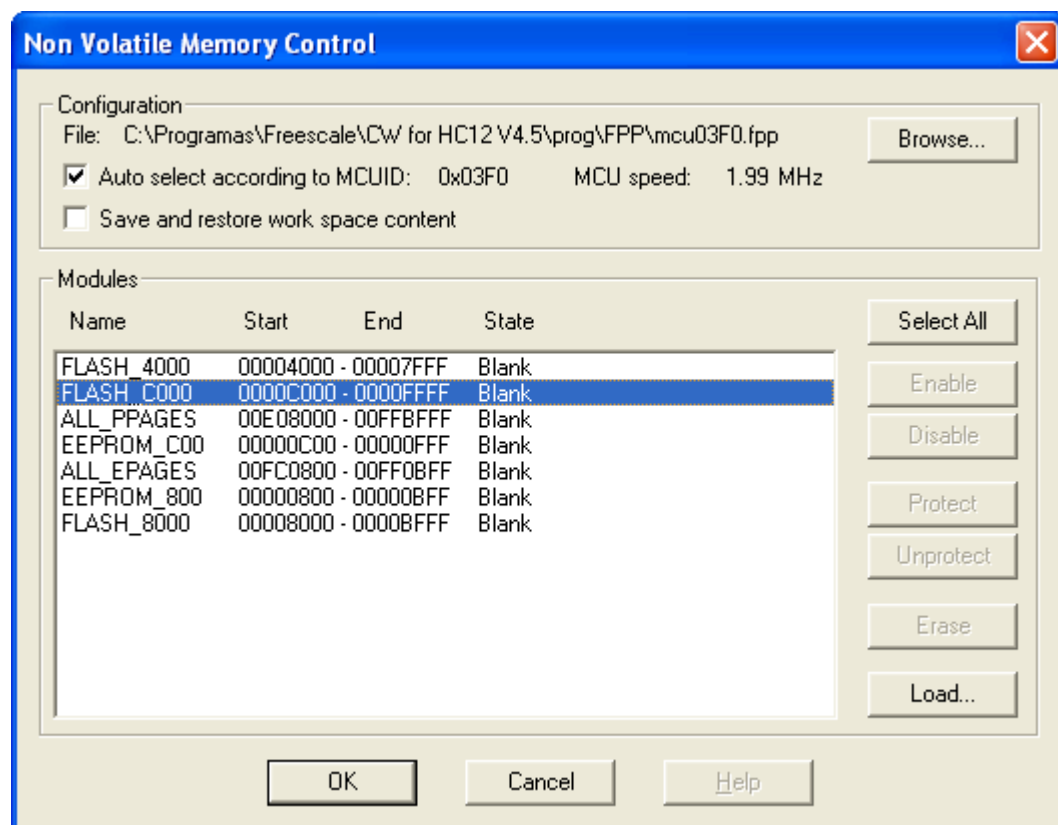 Non Volatile Memory Control
Configuration
File: C:\Programas\Freescale\CW for HC12 V4.5\prog\FPP\mcu03F0.fpp
Browse...
Auto select according to MCUID: 0x03F0 MCU speed: 1.99 MHz
Save and restore work space content
Modules
Name Start End State
Select All
FLASH_4000 00004000 - 00007FFF Blank
FLASH_C000 0000C000 - 0000FFFF Blank
ALL_PPAGES 00E08000 - 00FFBFFF Blank
EEPROM_C00 00000C00 - 00000FFF Blank
ALL_EPAGES 00FC0800 - 00FF0BFF Blank
EEPROM_800 00000800 - 00000BFF Blank
FLASH_8000 00008000 - 0000BFFF Blank
Enable
Disable
Protect
Unprotect
Erase
Load...
OK Cancel Help